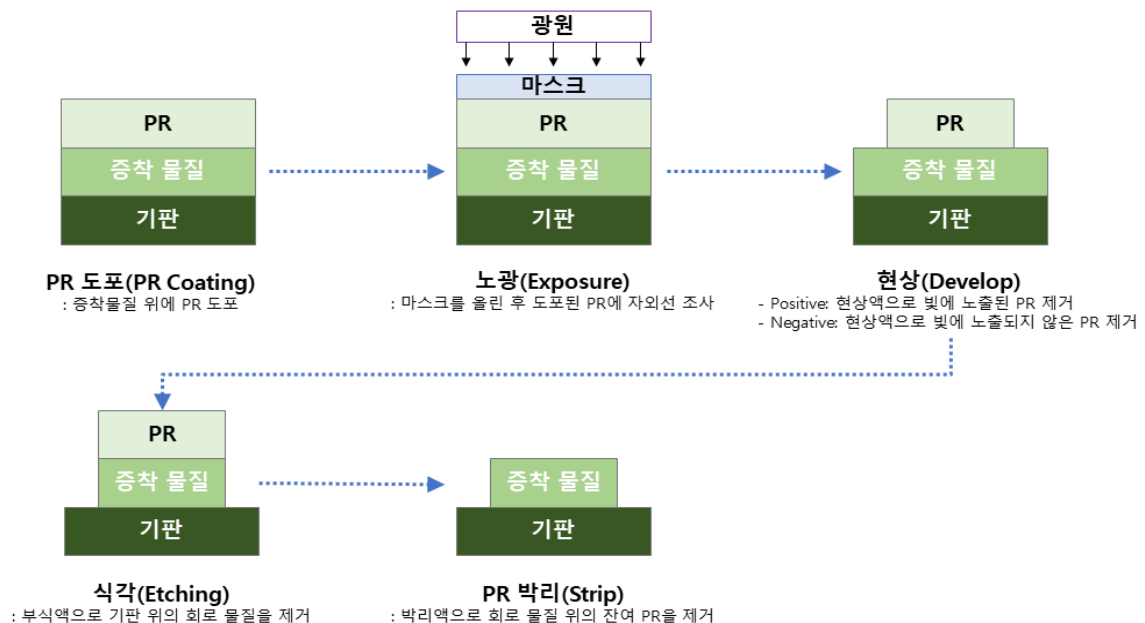 광원
마스크
PR
증착 물질
기판
PR 도포(PR Coating)
: 증착물질 위에 PR 도포
PR
증착 물질
기판
노광(Exposure)
: 마스크를 올린 후 도포된 PR에 자외선 조사
PR
증착 물질
기판
현상(Develop)
- Positive: 현상액으로 빛에 노출된 PR 제거
- Negative: 현상액으로 빛에 노출되지 않은 PR 제거
PR
증착 물질
기판
식각(Etching)
: 부식액으로 기판 위의 회로 물질을 제거
증착 물질
기판
PR 박리(Strip)
: 박리액으로 회로 물질 위의 잔여 PR을 제거